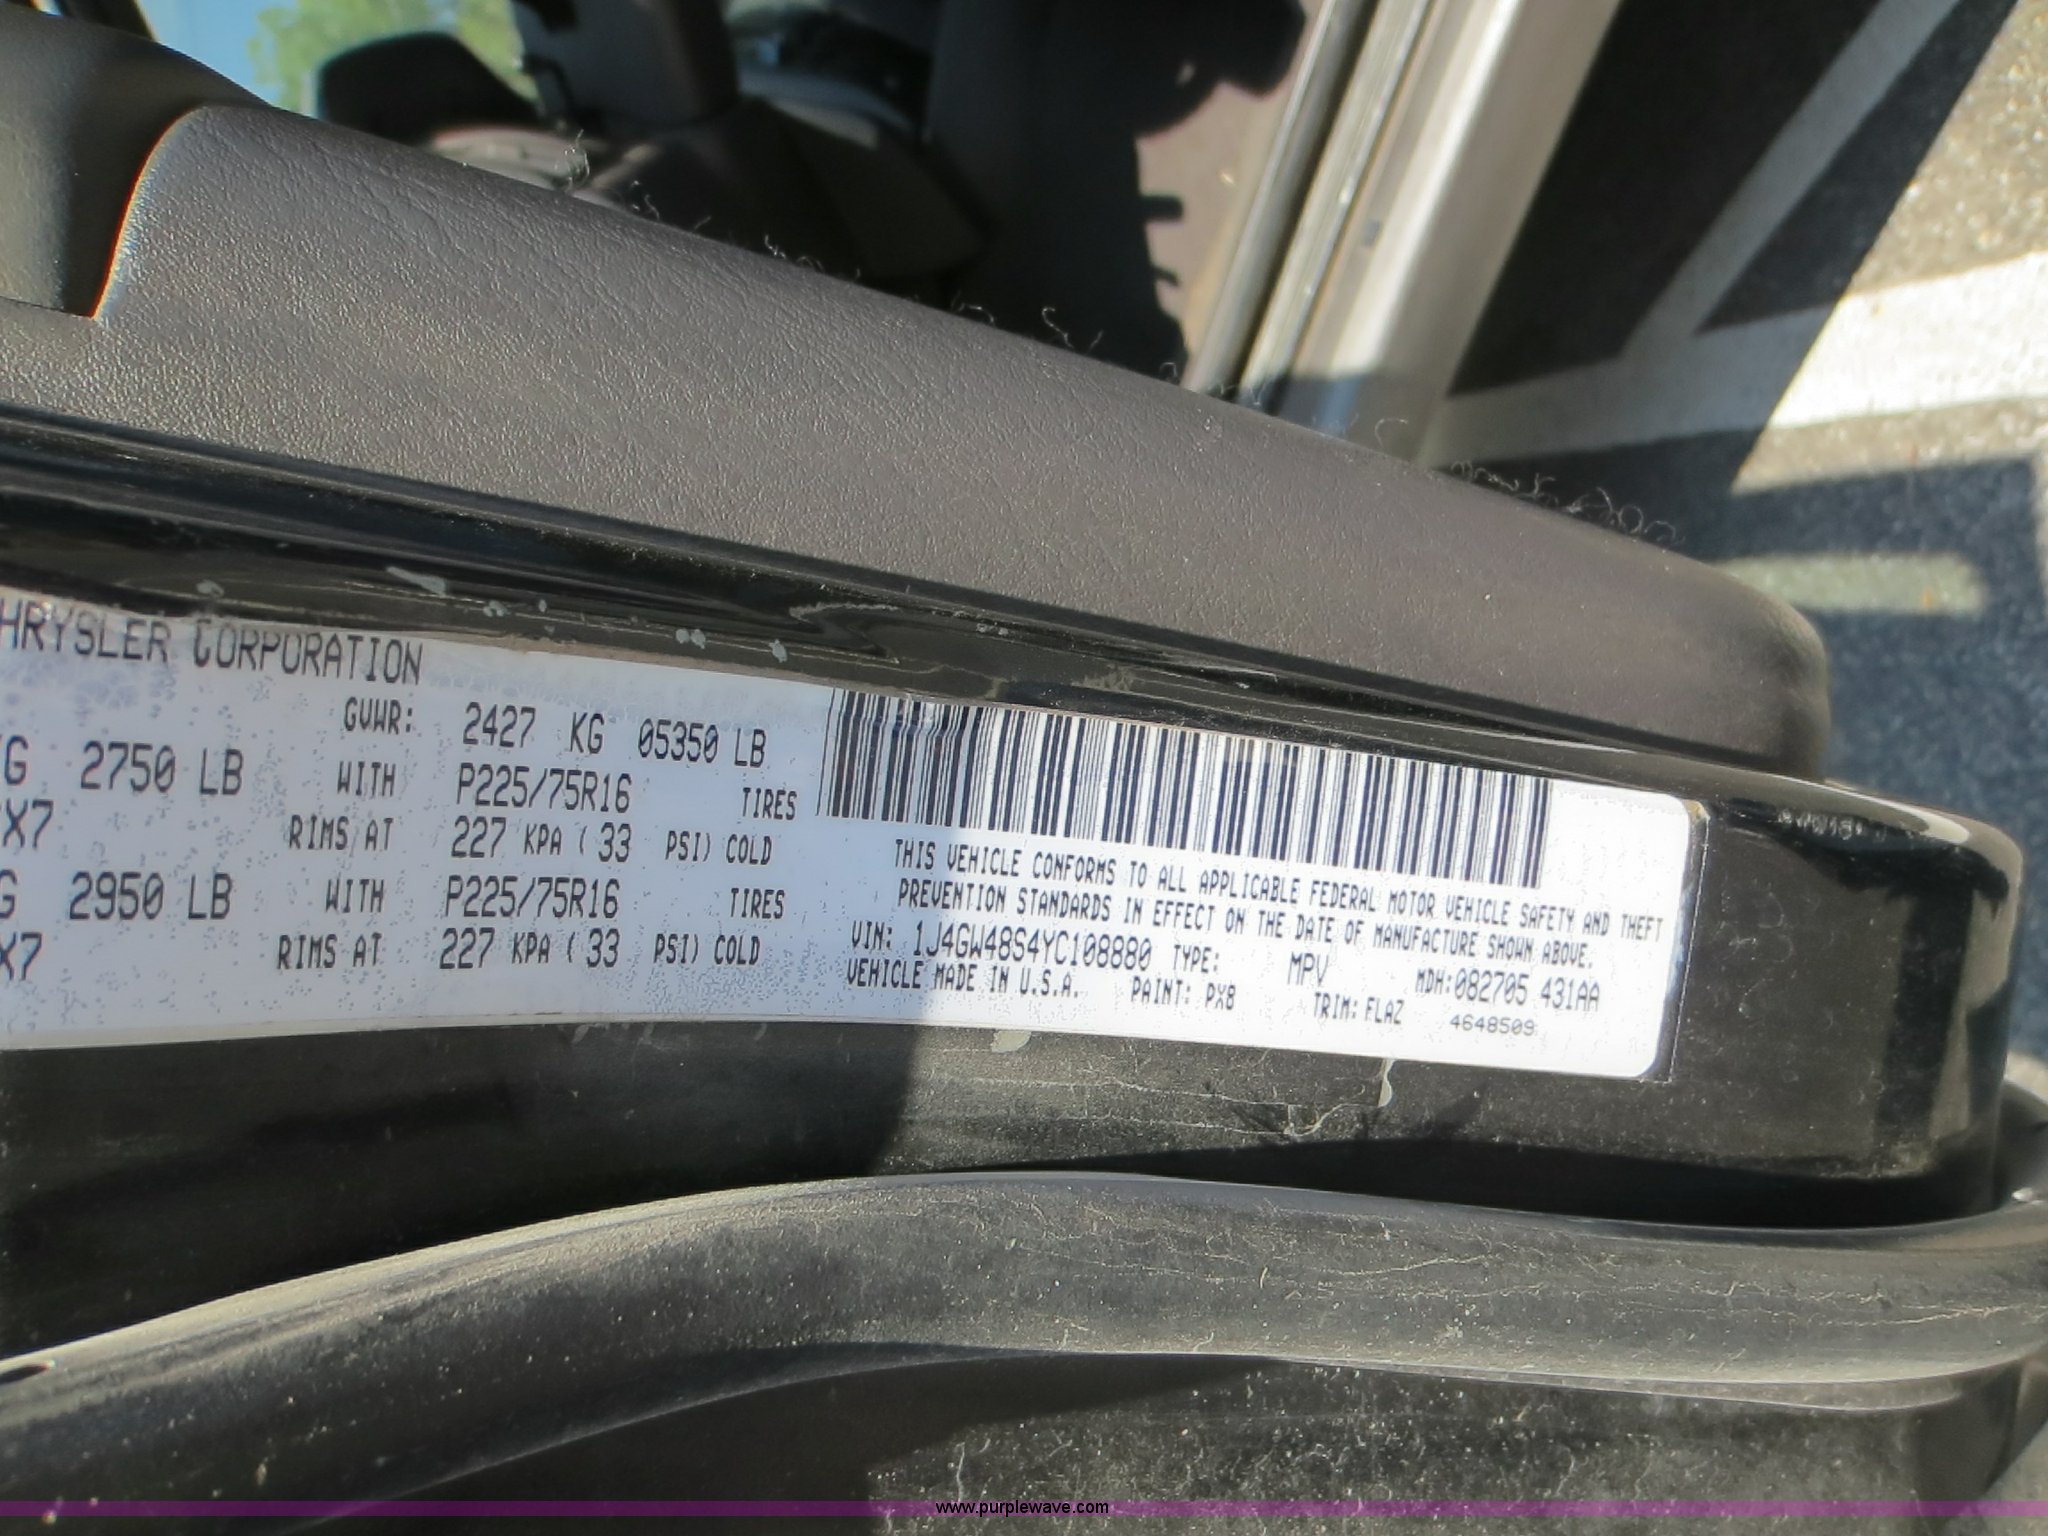 HRYSLER CORPORATION
GVWR: 2427 KG 05350 LB
G 2750 LB WITH P225/75R16 TIRES
X7 RIMS AT 227 KPA ( 33 PSI) COLD
G 2950 LB WITH P225/75R16 TIRES
X7 RIMS AT 227 KPA ( 33 PSI) COLD
THIS VEHICLE CONFORMS TO ALL APPLICABLE FEDERAL MOTOR VEHICLE SAFETY AND THEFT
PREVENTION STANDARDS IN EFFECT ON THE DATE OF MANUFACTURE SHOWN ABOVE.
VIN: 1J4GW48S4YC108880 TYPE: MPV MDH:082705 431AA
VEHICLE MADE IN U.S.A. PAINT: PX8 TRIM: FLAZ 4648509
www.purplewave.com